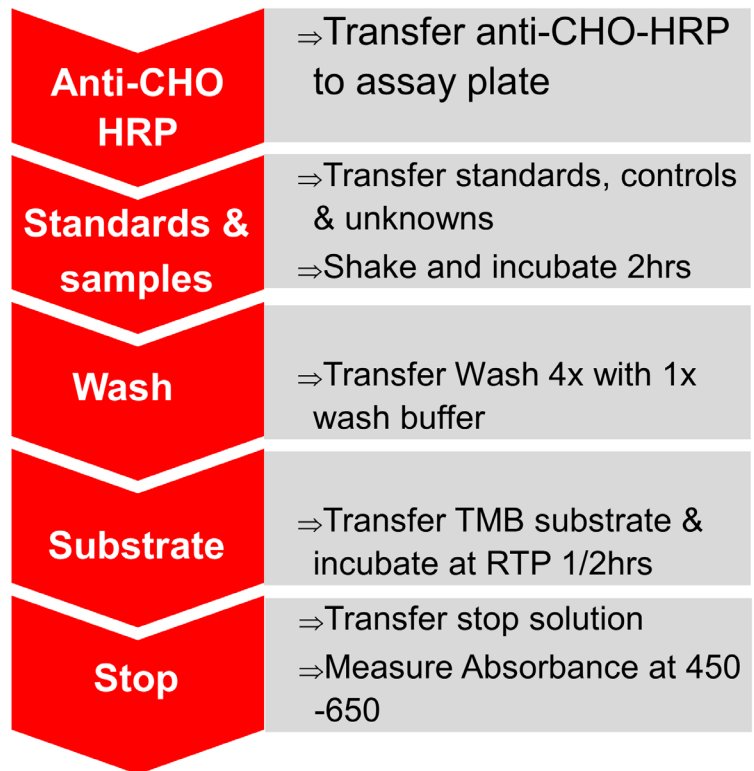 Anti-CHO
HRP
⇒Transfer anti-CHO-HRP
to assay plate
Standards &
samples
⇒Transfer standards, controls
& unknowns
⇒Shake and incubate 2hrs
Wash
⇒Transfer Wash 4x with 1x
wash buffer
Substrate
⇒Transfer TMB substrate &
incubate at RTP 1/2hrs
Stop
⇒Transfer stop solution
⇒Measure Absorbance at 450
-650